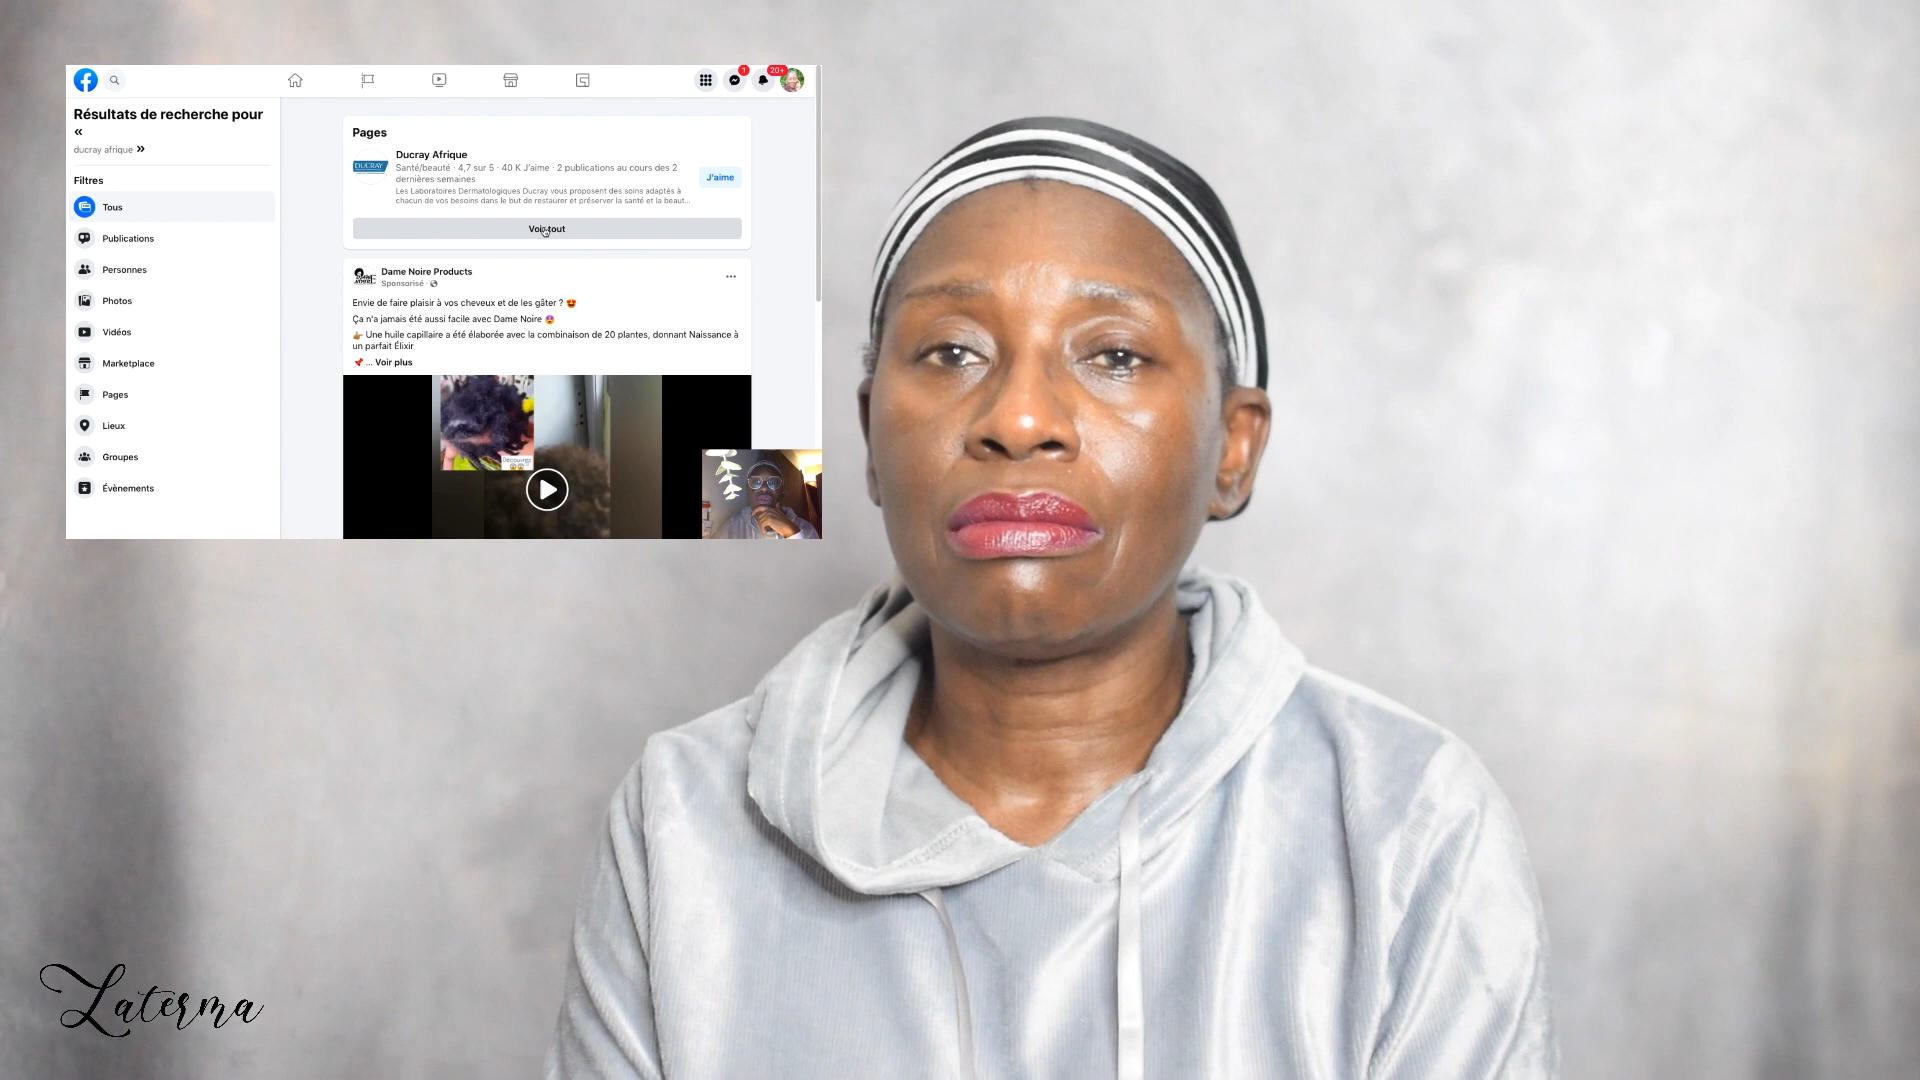 1
20+
Résultats de recherche pour
«
ducray afrique »
Filtres
Tous
Publications
Personnes
Photos
Vidéos
Marketplace
Pages
Lieux
Groupes
Évènements
Pages
DUCRAY
Ducray Afrique
Santé/beauté · 4,7 sur 5 · 40 K J’aime · 2 publications au cours des 2
dernières semaines
Les Laboratoires Dermatologiques Ducray vous proposent des soins adaptés à
chacun de vos besoins dans le but de restaurer et préserver la santé et la beaut...
J'aime
Voir tout
Dame Noire Products
Sponsorisé ·
Envie de faire plaisir à vos cheveux et de les gâter ? 🤩
Ça n'a jamais été aussi facile avec Dame Noire 😍
👉🏽 Une huile capillaire a été élaborée avec la combinaison de 20 plantes, donnant Naissance à
un parfait Élixir
📌 ... Voir plus
Laterma